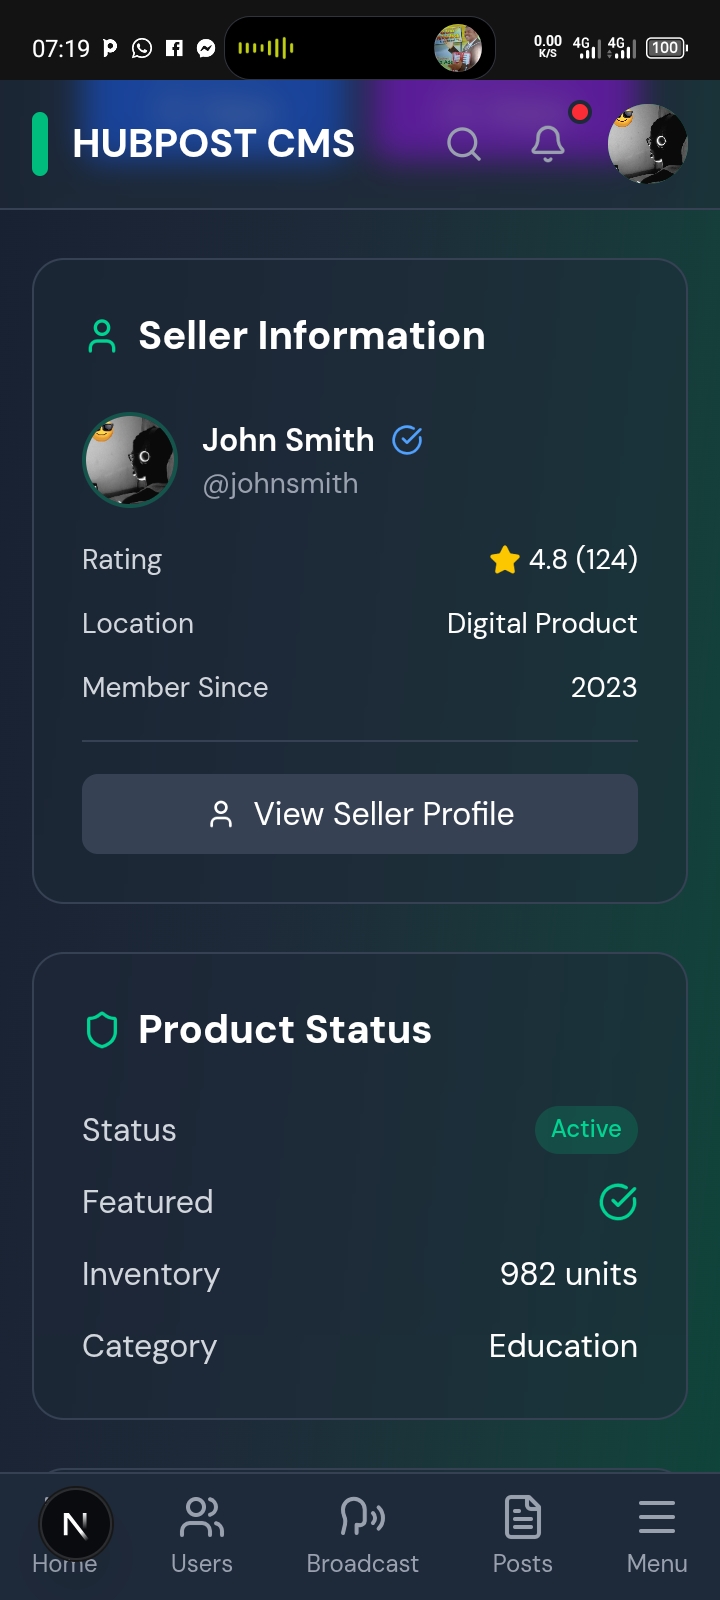 07:19
0.00
K/S
4G 4G
100
HUBPOST CMS
Seller Information
John Smith
@johnsmith
Rating 4.8 (124)
Location Digital Product
Member Since 2023
View Seller Profile
Product Status
Status Active
Featured
Inventory 982 units
Category Education
N
Home Users Broadcast Posts Menu